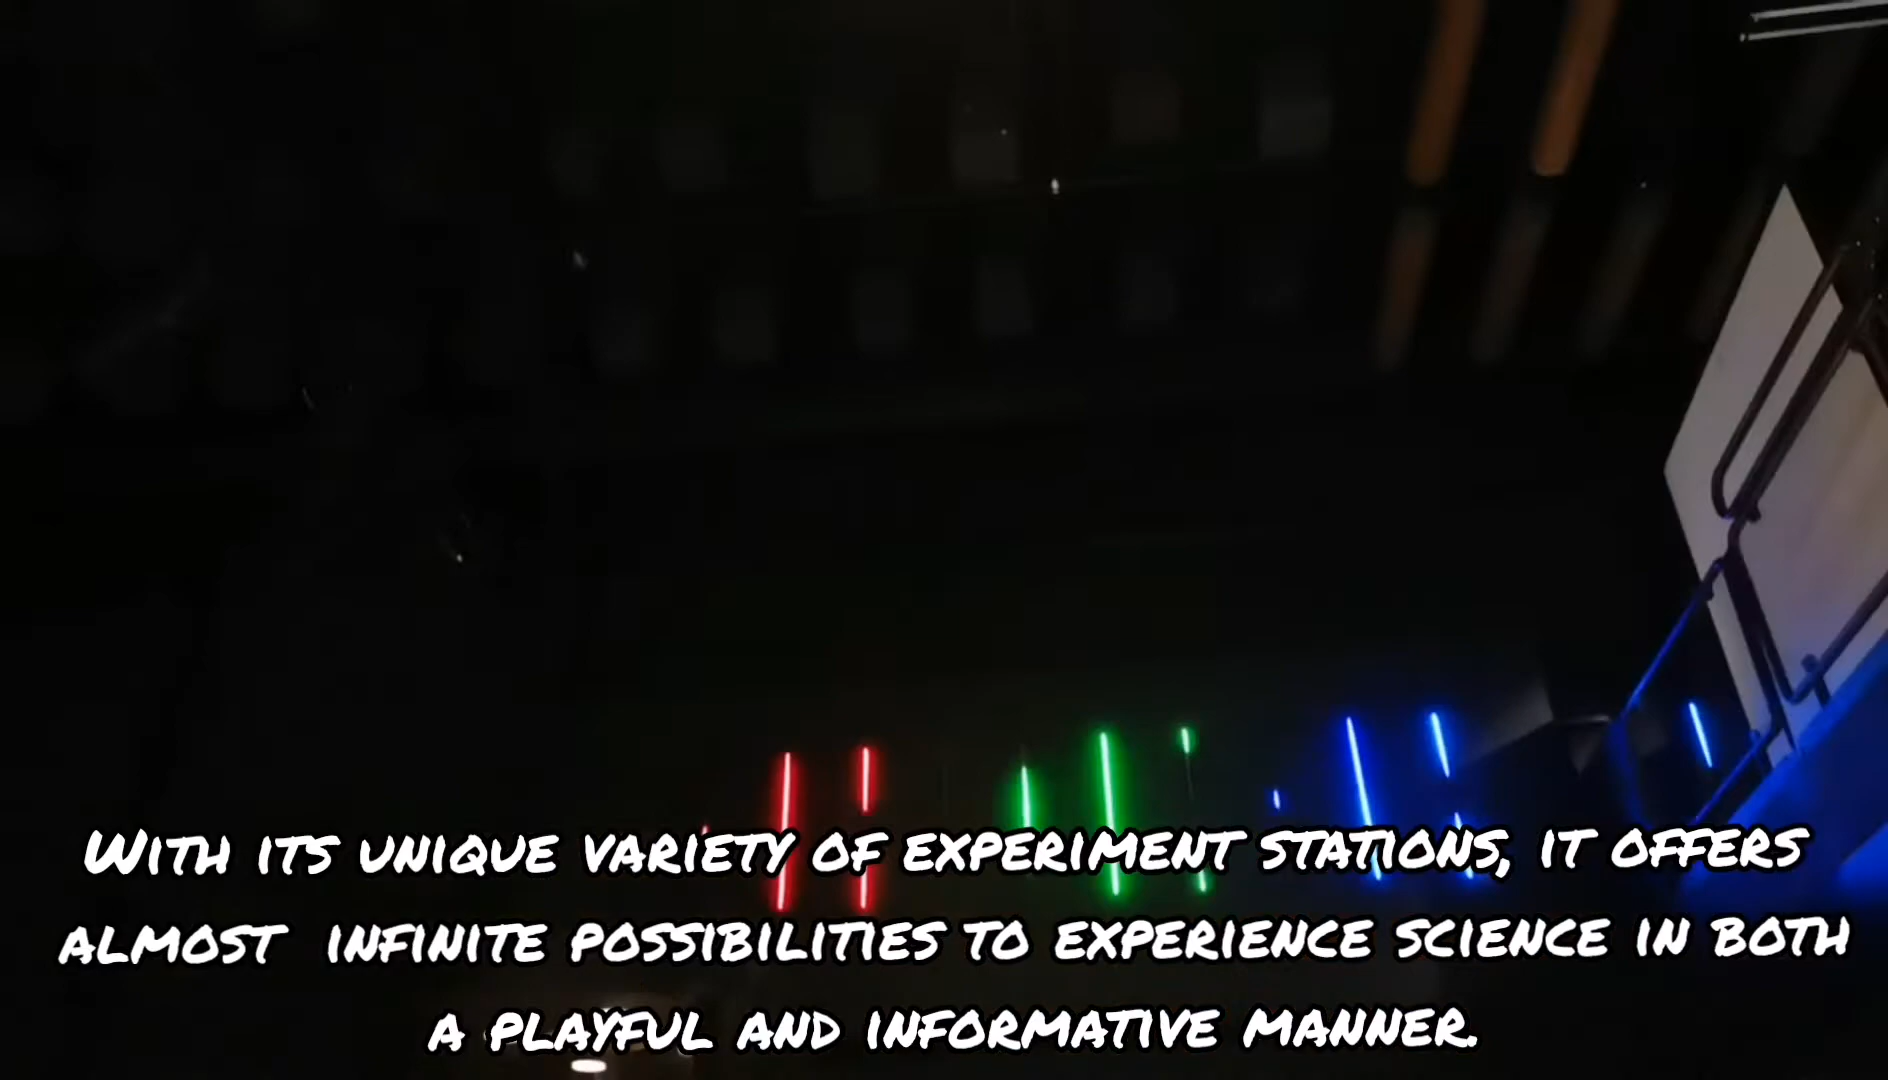 With its unique variety of experiment stations, it offers
almost infinite possibilities to experience science in both
a playful and informative manner.